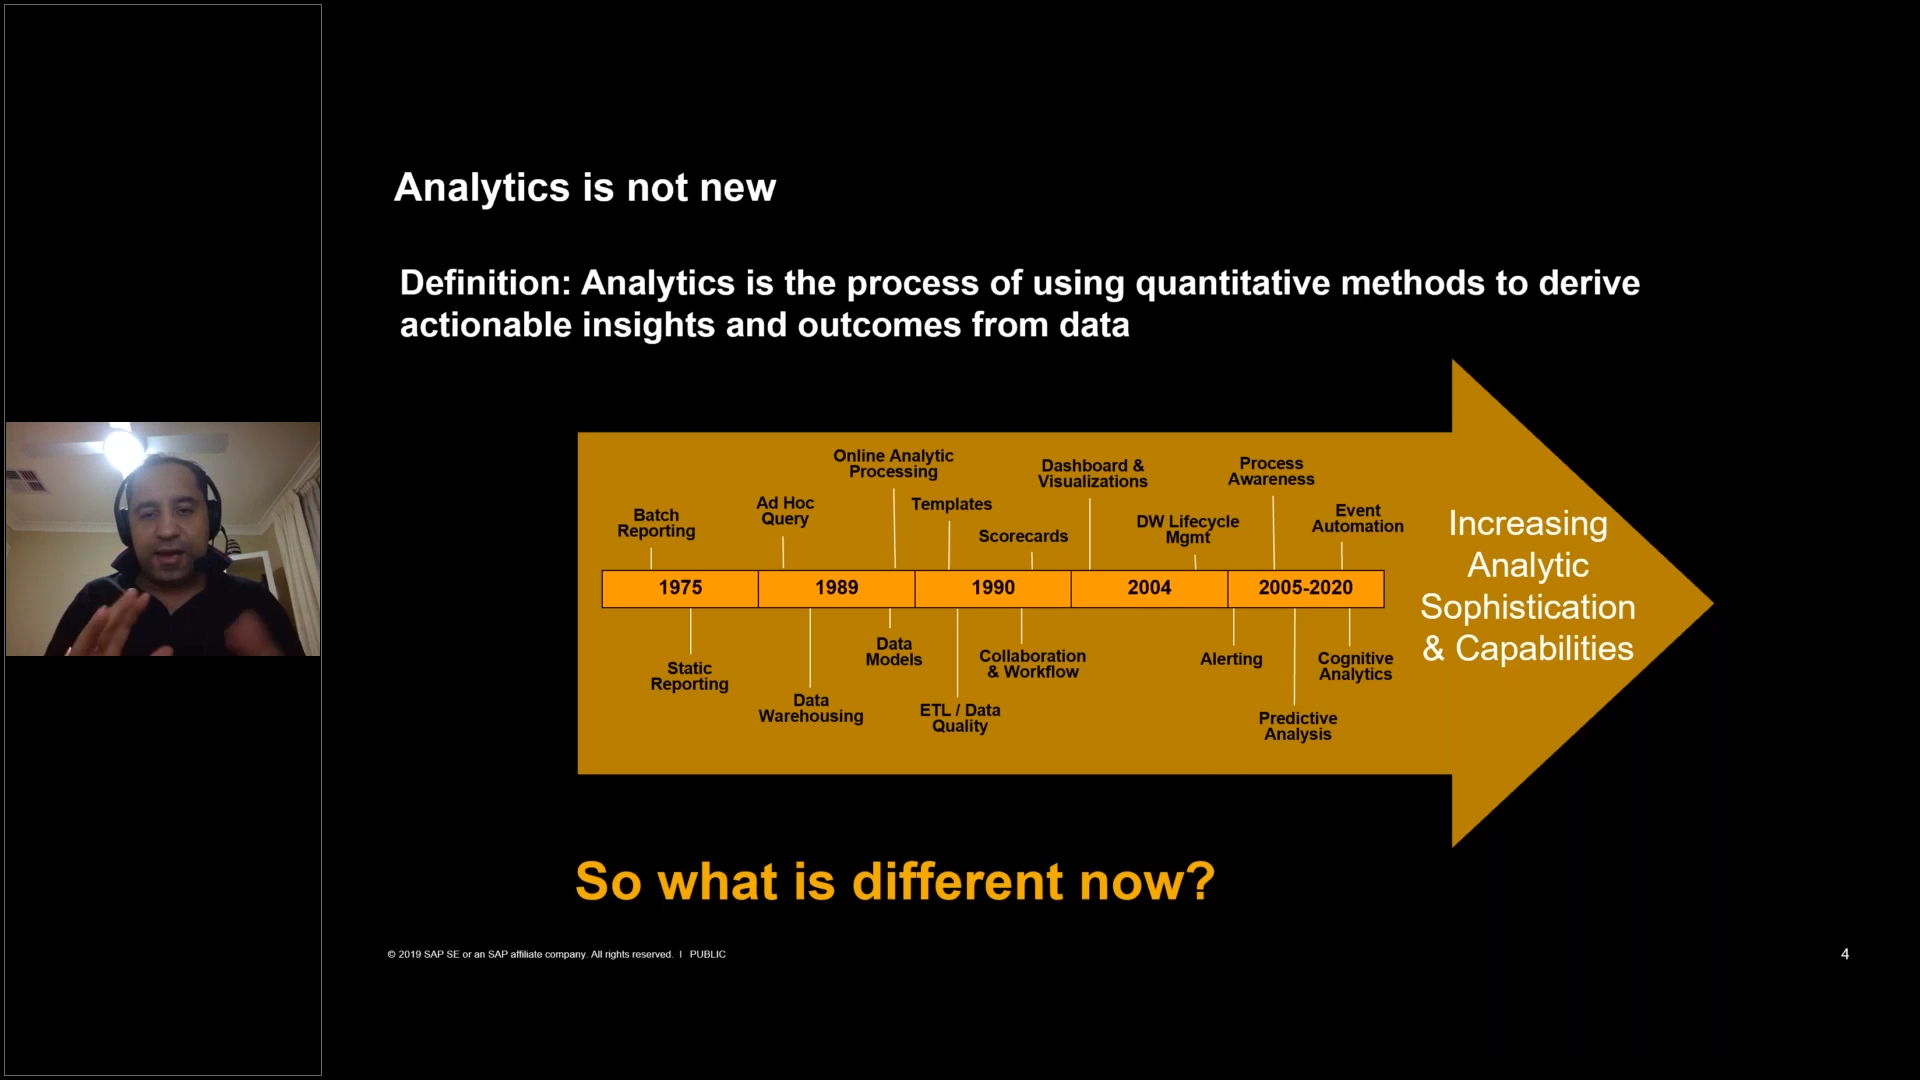 Analytics is not new
Definition: Analytics is the process of using quantitative methods to derive
actionable insights and outcomes from data
Online Analytic
Processing
Dashboard &
Visualizations
Process
Awareness
Batch
Reporting
Ad Hoc
Query
Templates
Scorecards
DW Lifecycle
Mgmt
Event
Automation
1975
1989
1990
2004
2005-2020
Static
Reporting
Data
Warehousing
Data
Models
ETL / Data
Quality
Collaboration
& Workflow
Alerting
Predictive
Analysis
Cognitive
Analytics
Increasing
Analytic
Sophistication
& Capabilities
So what is different now?
© 2019 SAP SE or an SAP affiliate company. All rights reserved. I PUBLIC
4